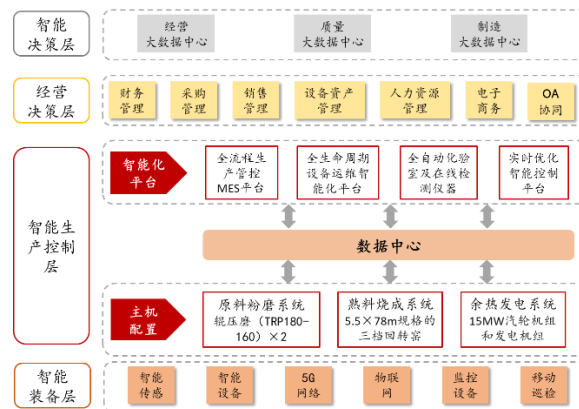 智能
决策层
经营
大数据中心
质量
大数据中心
制造
大数据中心
经营
决策层
财务
管理
采购
管理
销售
管理
设备资产
管理
人力资源
管理
电子
商务
OA
协同
智能生
产控制
层
智能化
平台
全流程生
产管控
MES平台
全生命周期
设备运维智
能化平台
全自动化验
室及在线检
测仪器
实时优化
智能控制
平台
数据中心
主机
配置
原料粉磨系统
辊压磨（TRP180-
160）×2
熟料烧成系统
5.5×78m规格的
三档回转窑
余热发电系统
15MW汽轮机组
和发电机组
智能
装备层
智能
传感
智能
设备
5G
网络
物联
网
监控
设备
移动
巡检